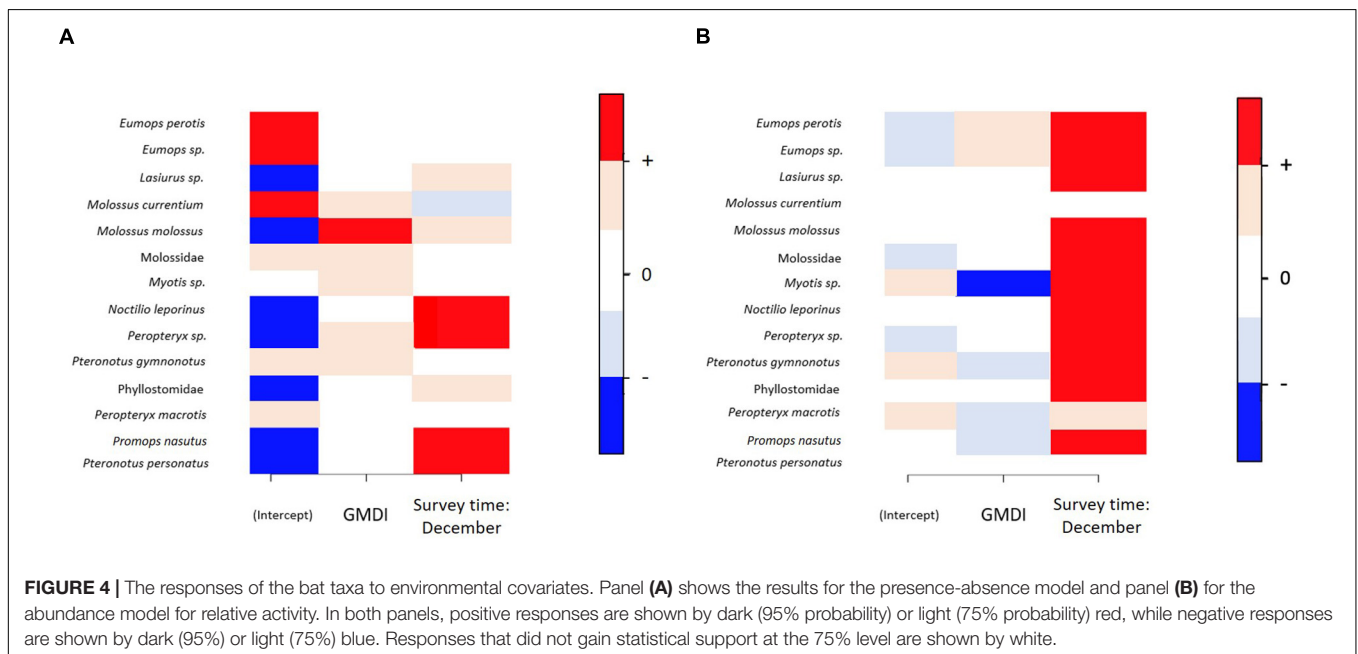 A
B
Eumops perotis
Eumops sp.
Lasiurus sp.
Molossus currentium
Molossus molossus
Molossidae
Myotis sp.
Noctilio leporinus
Peropteryx sp.
Pteronotus gymnonotus
Phyllostomidae
Peropteryx macrotis
Promops nasutus
Pteronotus personatus
+
0
-
(Intercept)
GMDI
Survey time:
December
Eumops perotis
Eumops sp.
Lasiurus sp.
Molossus currentium
Molossus molossus
Molossidae
Myotis sp.
Noctilio leporinus
Peropteryx sp.
Pteronotus gymnonotus
Phyllostomidae
Peropteryx macrotis
Promops nasutus
Pteronotus personatus
+
0
-
(Intercept)
GMDI
Survey time:
December
FIGURE 4 | The responses of the bat taxa to environmental covariates. Panel (A) shows the results for the presence-absence model and panel (B) for the
abundance model for relative activity. In both panels, positive responses are shown by dark (95% probability) or light (75% probability) red, while negative responses
are shown by dark (95%) or light (75%) blue. Responses that did not gain statistical support at the 75% level are shown by white.